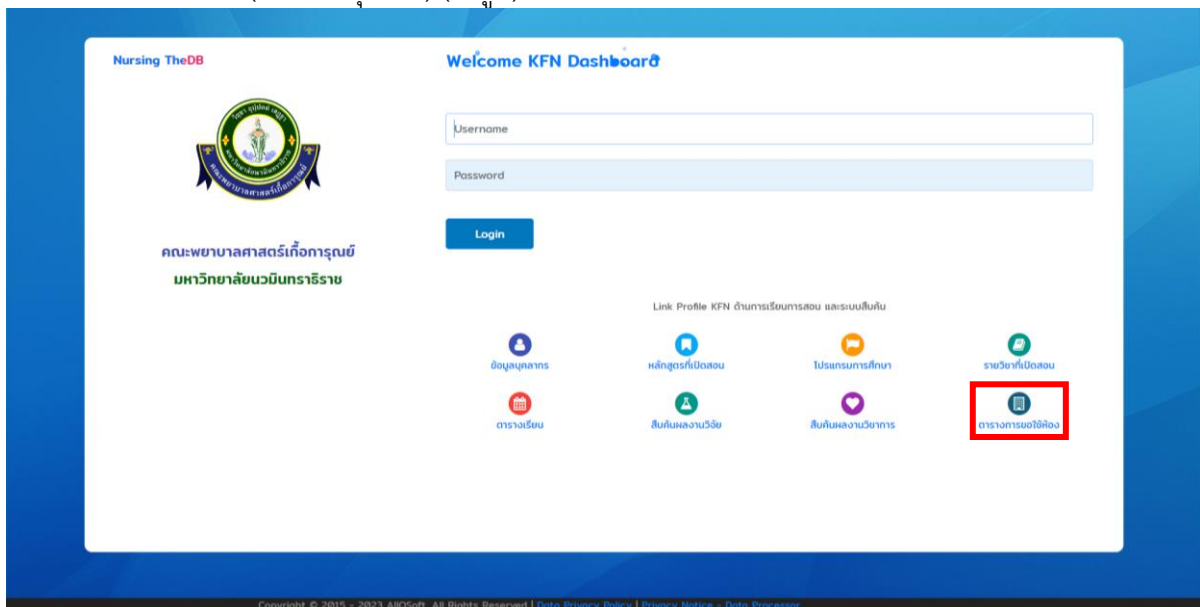 Nursing TheDB
Welcome KFN Dashboard
Username
Password
Login
คณะพยาบาลศาสตร์เกื้อการุณย์
มหาวิทยาลัยนวมินทราธิราช
Link Profile KFN ด้านการเรียนการสอน และระบบสืบค้น
ข้อมูลบุคลากร
หลักสูตรที่เปิดสอน
โปรแกรมการศึกษา
รายวิชาที่เปิดสอน
ตารางเรียน
สืบค้นผลงานวิจัย
สืบค้นผลงานวิชาการ
ตารางการขอใช้ห้อง
Copyright © 2015 - 2023 AllOSoft. All Rights Reserved | Data Privacy Policy | Privacy Notice - Data Processor